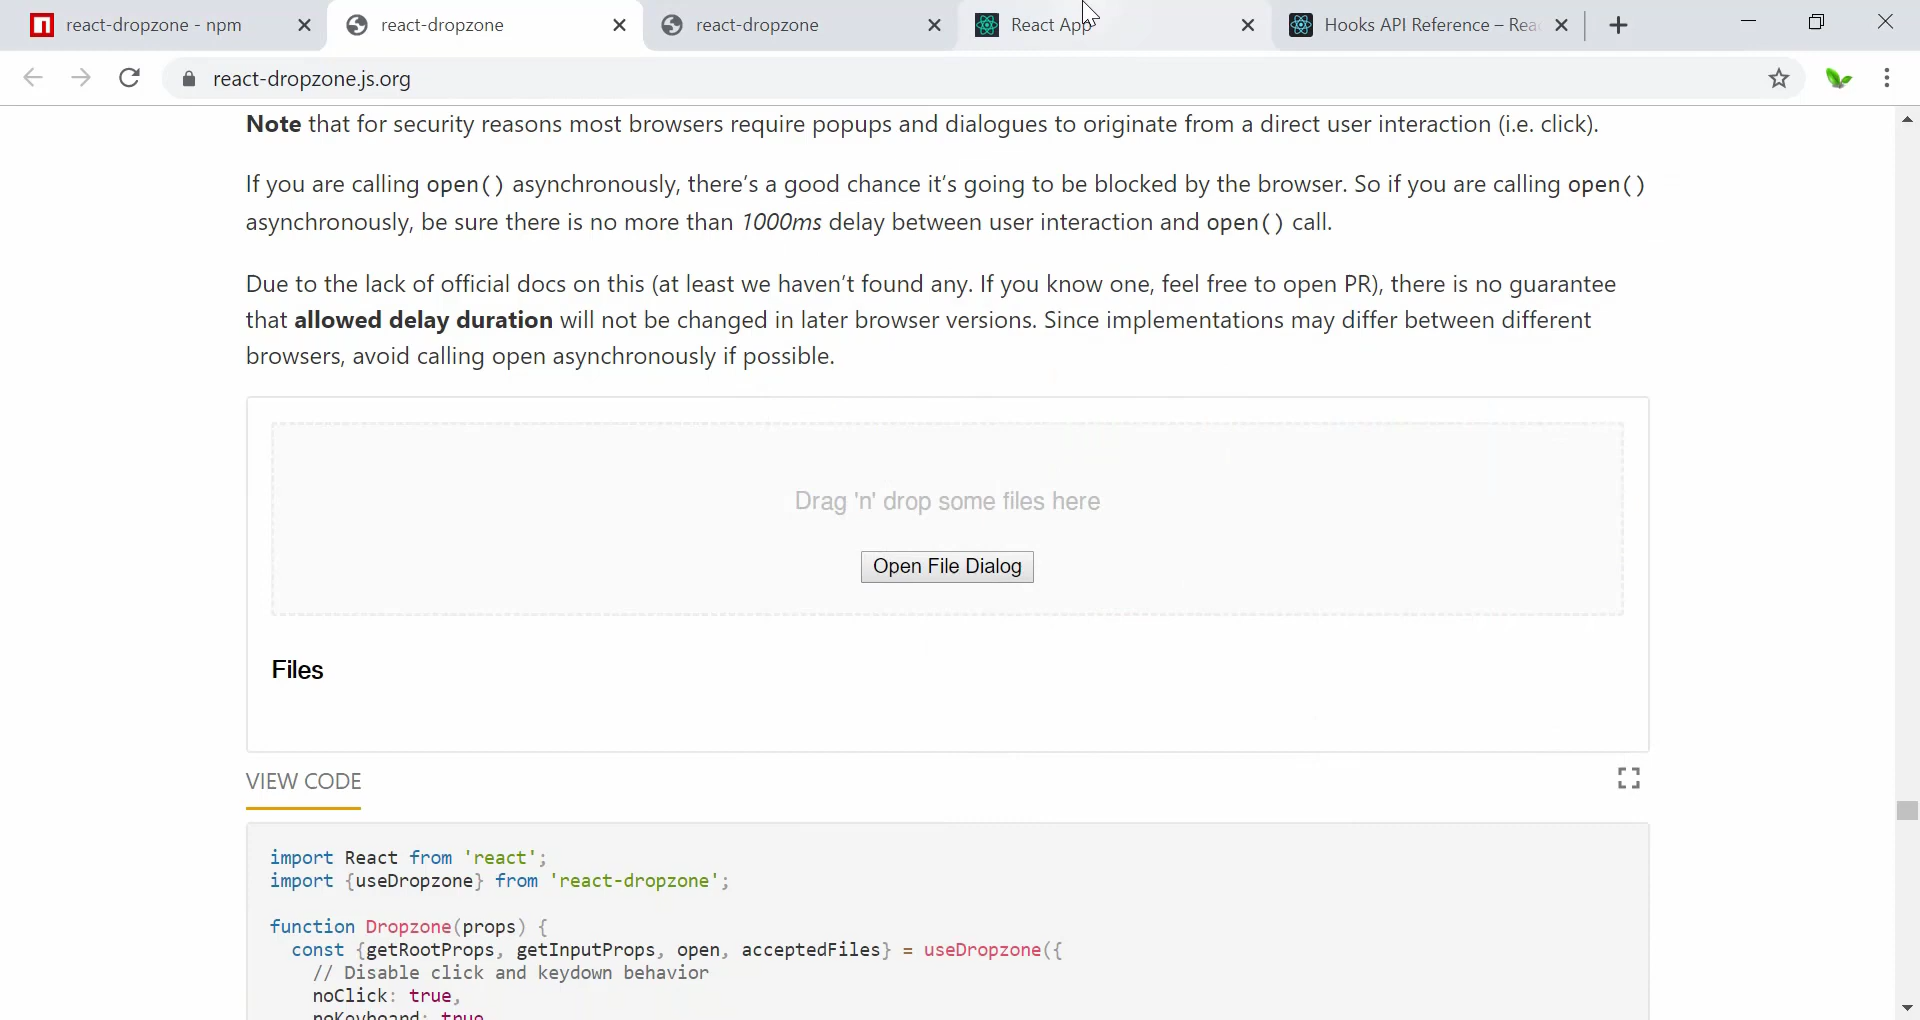 react-dropzone - npm
react-dropzone
react-dropzone
React App
Hooks API Reference – Rea
react-dropzone.js.org
Note that for security reasons most browsers require popups and dialogues to originate from a direct user interaction (i.e. click).
If you are calling open() asynchronously, there’s a good chance it’s going to be blocked by the browser. So if you are calling open()
asynchronously, be sure there is no more than 1000ms delay between user interaction and open() call.
Due to the lack of official docs on this (at least we haven’t found any. If you know one, feel free to open PR), there is no guarantee
that allowed delay duration will not be changed in later browser versions. Since implementations may differ between different
browsers, avoid calling open asynchronously if possible.
Drag 'n' drop some files here
Open File Dialog
Files
VIEW CODE
import React from 'react';
import {useDropzone} from 'react-dropzone';
function Dropzone(props) {
const {getRootProps, getInputProps, open, acceptedFiles} = useDropzone({
// Disable click and keydown behavior
noClick: true,
noKeyboard: true